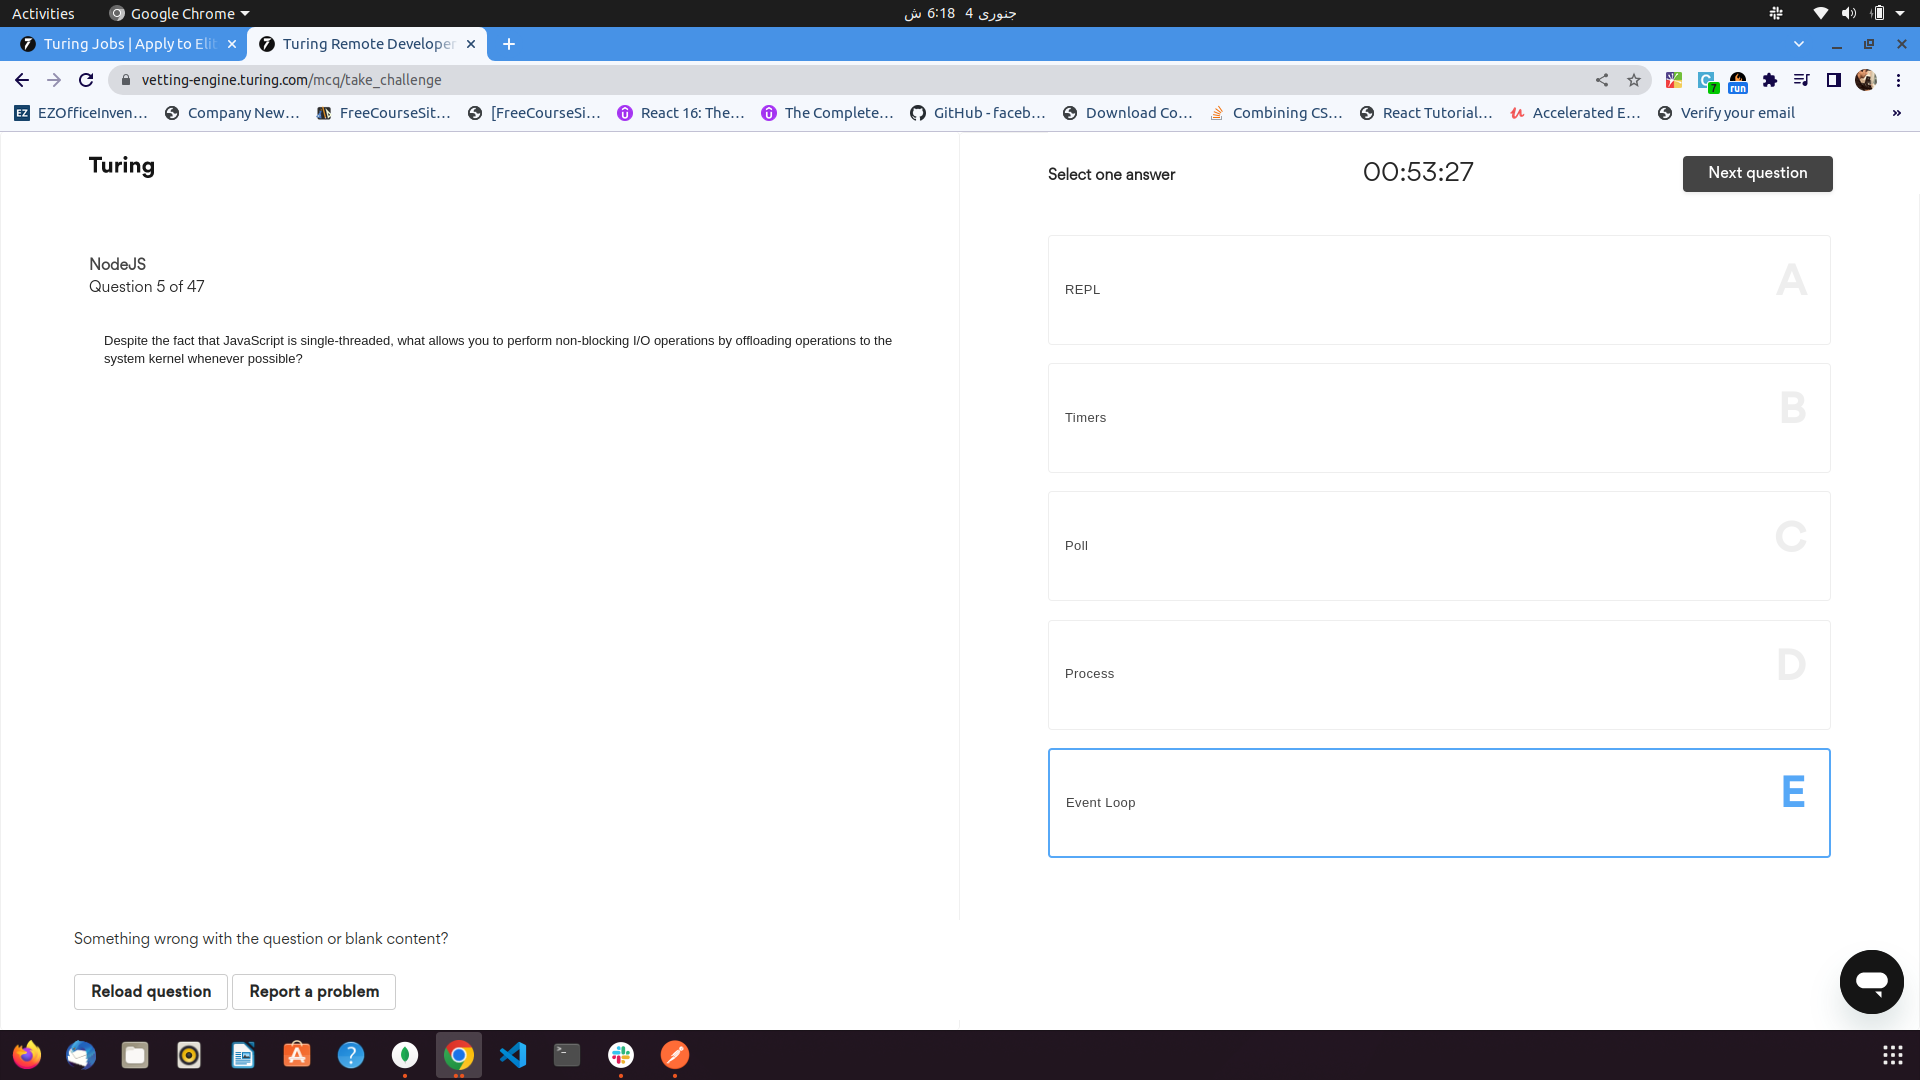 Activities
Google Chrome
جنوری 4 6:18 ش
Turing Jobs | Apply to Elit
Turing Remote Developer
vetting-engine.turing.com/mcq/take_challenge
7
run
EZ EZOfficeInven…
Company New…
FreeCourseSit…
[FreeCourseSi…
React 16: The…
The Complete…
GitHub - faceb…
Download Co…
Combining CS…
React Tutorial…
Accelerated E…
Verify your email
»
Turing
Select one answer
00:53:27
Next question
NodeJS
Question 5 of 47
Despite the fact that JavaScript is single-threaded, what allows you to perform non-blocking I/O operations by offloading operations to the
system kernel whenever possible?
REPL
A
Timers
B
Poll
C
Process
D
Event Loop
E
Something wrong with the question or blank content?
Reload question
Report a problem